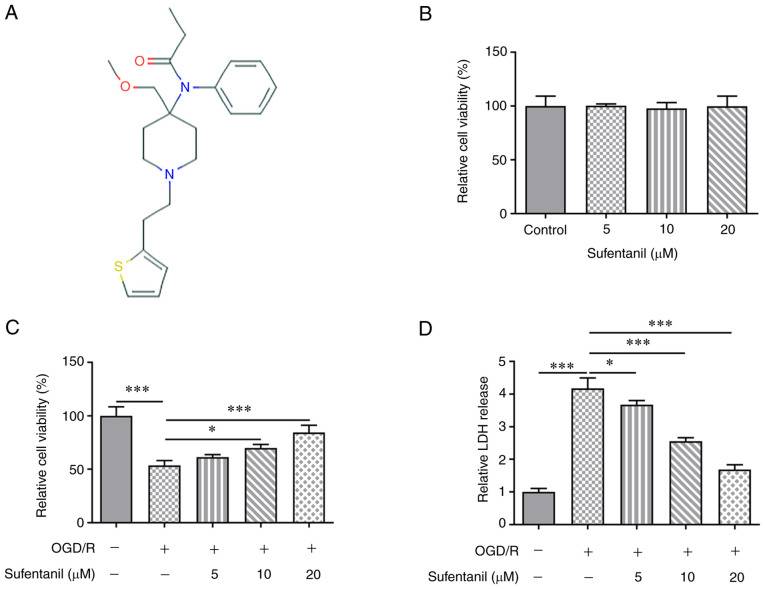 A
O
O
N
N
S
B
Relative cell viability (%)
150
100
50
0
Control 5 10 20
Sufentanil (μM)
C
Relative cell viability (%)
150
100
50
0
***
***
*
OGD/R − + + + +
Sufentanil (μM) − − 5 10 20
D
Relative LDH release
5
4
3
2
1
0
***
***
*** *
OGD/R − + + + +
Sufentanil (μM) − − 5 10 20